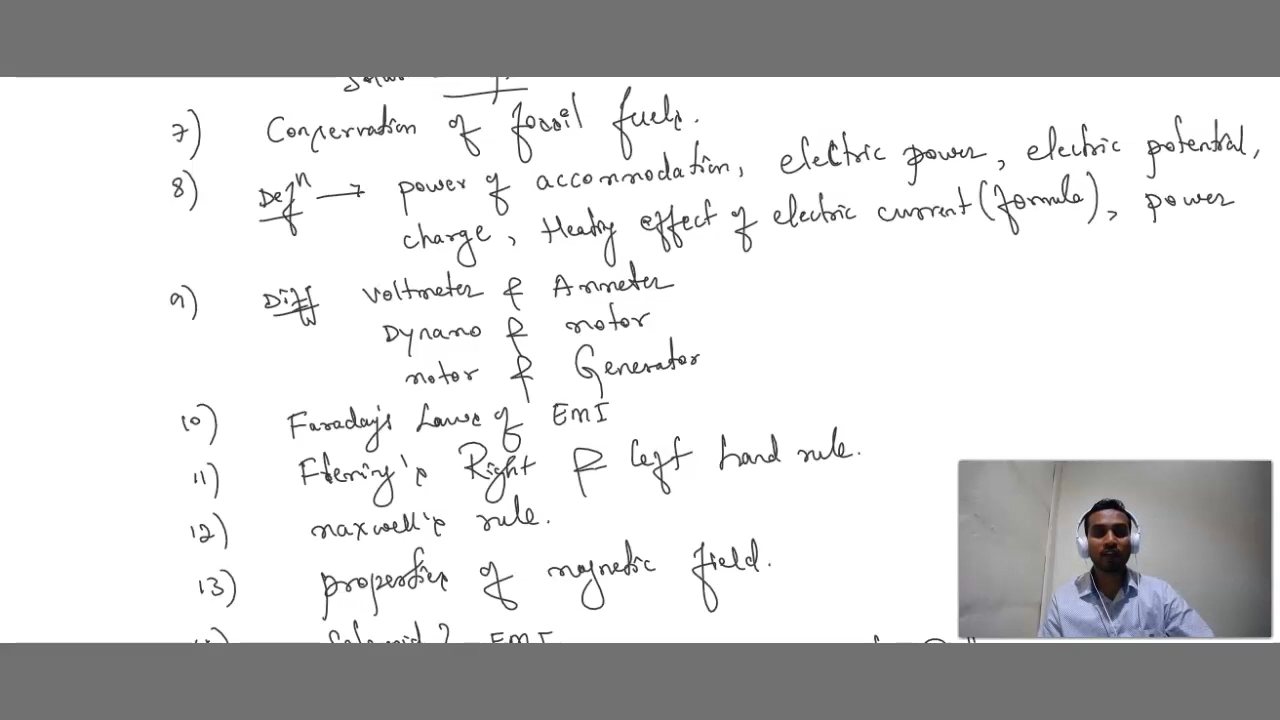 7) Conservation of fossil fuels.
8) Defⁿ → power of accommodation, electric power, electric potential,
charge, Heating effect of electric current (formula), power
9) Diff Voltmeter & Ammeter
Dynamo & motor
motor & Generator
10) Faraday's Laws of EMI
11) Fleming's Right & left hand rule.
12) maxwell's rule.
13) properties of magnetic field.
EMI